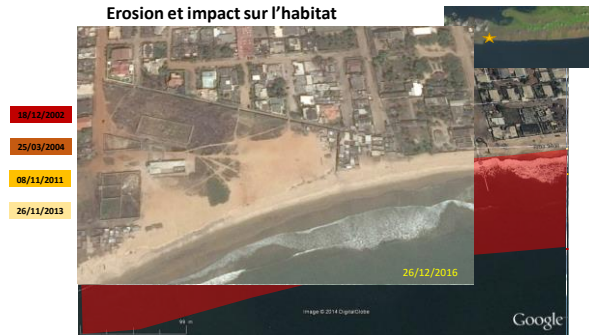 Erosion et impact sur l’habitat
18/12/2002
25/03/2004
08/11/2011
26/11/2013
26/12/2016
Image © 2014 DigitalGlobe
Google